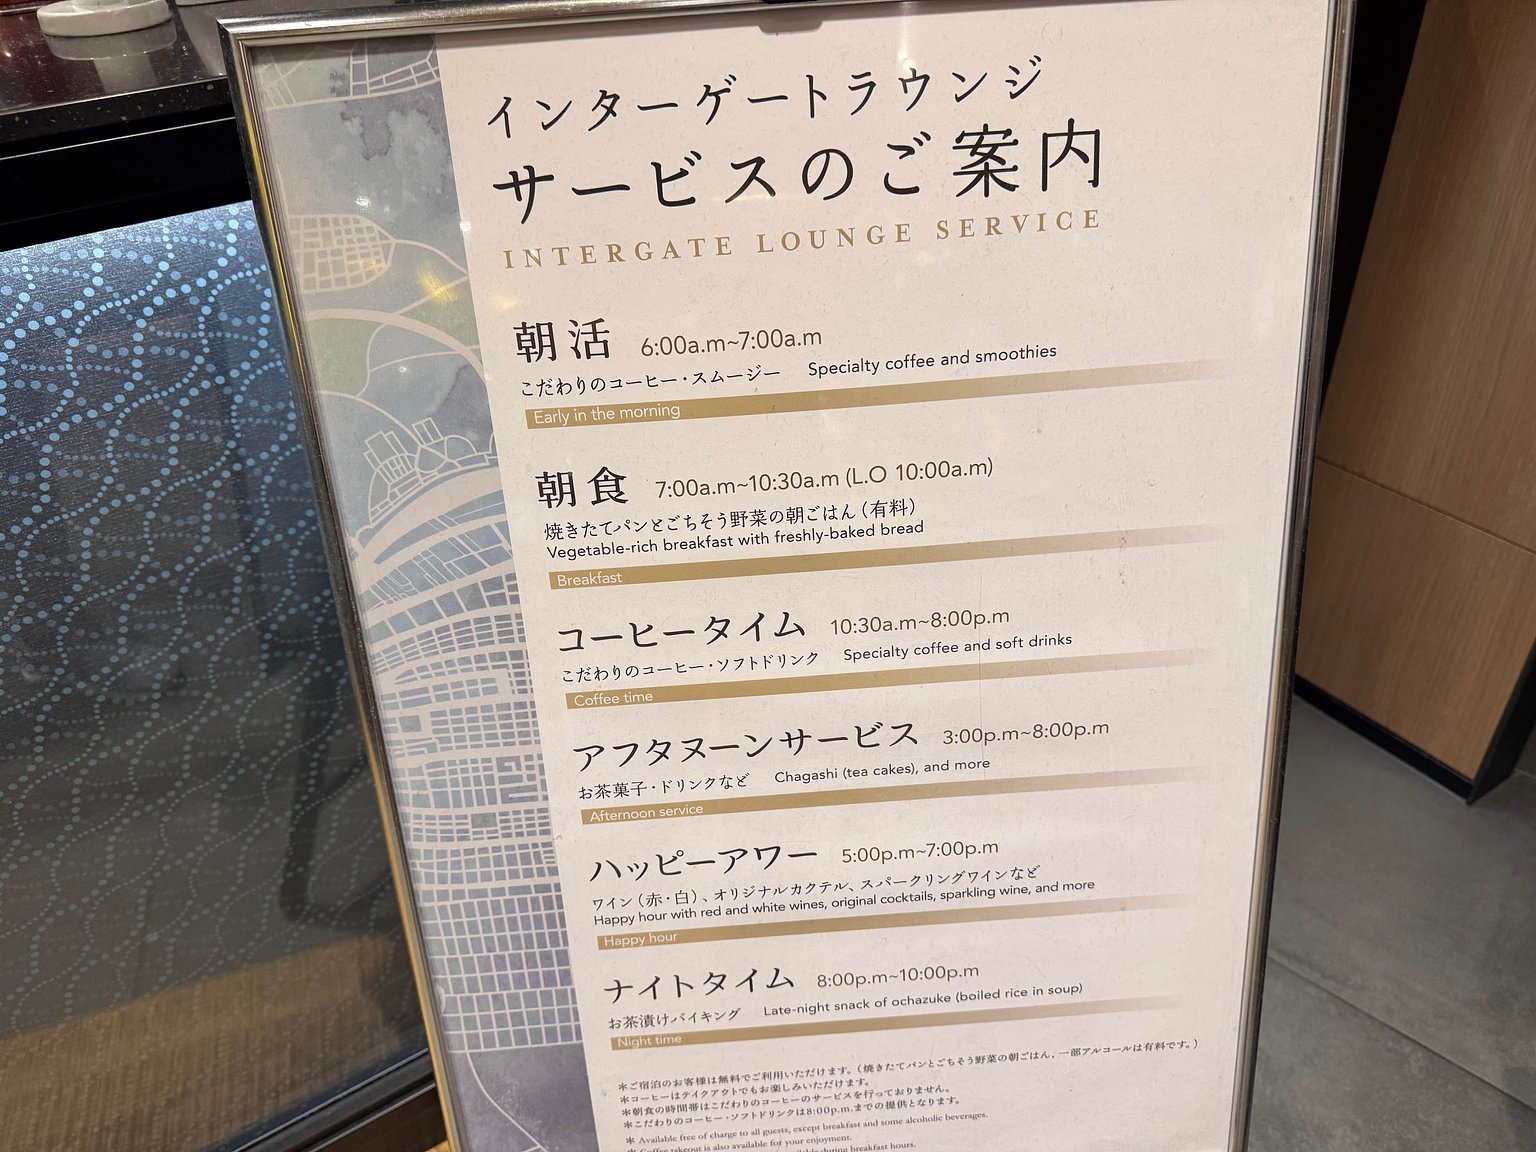 インターゲートラウンジ
サービスのご案内
INTERGATE LOUNGE SERVICE
朝活 6:00a.m~7:00a.m
こだわりのコーヒー・スムージー Specialty coffee and smoothies
Early in the morning
朝食 7:00a.m~10:30a.m (L.O 10:00a.m)
焼きたてパンとごちそう野菜の朝ごはん（有料）
Vegetable-rich breakfast with freshly-baked bread
Breakfast
コーヒータイム 10:30a.m~8:00p.m
こだわりのコーヒー・ソフトドリンク Specialty coffee and soft drinks
Coffee time
アフタヌーンサービス 3:00p.m~8:00p.m
お茶菓子・ドリンクなど Chagashi (tea cakes), and more
Afternoon service
ハッピーアワー 5:00p.m~7:00p.m
ワイン（赤・白）、オリジナルカクテル、スパークリングワインなど
Happy hour with red and white wines, original cocktails, sparkling wine, and more
Happy hour
ナイトタイム 8:00p.m~10:00p.m
お茶漬けバイキング Late-night snack of ochazuke (boiled rice in soup)
Night time
＊ご宿泊のお客様は無料でご利用いただけます。（焼きたてパンとごちそう野菜の朝ごはん、一部アルコールは有料です。）
＊コーヒーはテイクアウトでもお楽しみいただけます。
＊朝食の時間帯はこだわりのコーヒーのサービスを行っておりません。
＊こだわりのコーヒー・ソフトドリンクは8:00p.m.までの提供となります。
＊ Available free of charge to all guests, except breakfast and some alcoholic beverages.
＊ Coffee takeout is also available for your enjoyment.
during breakfast hours.